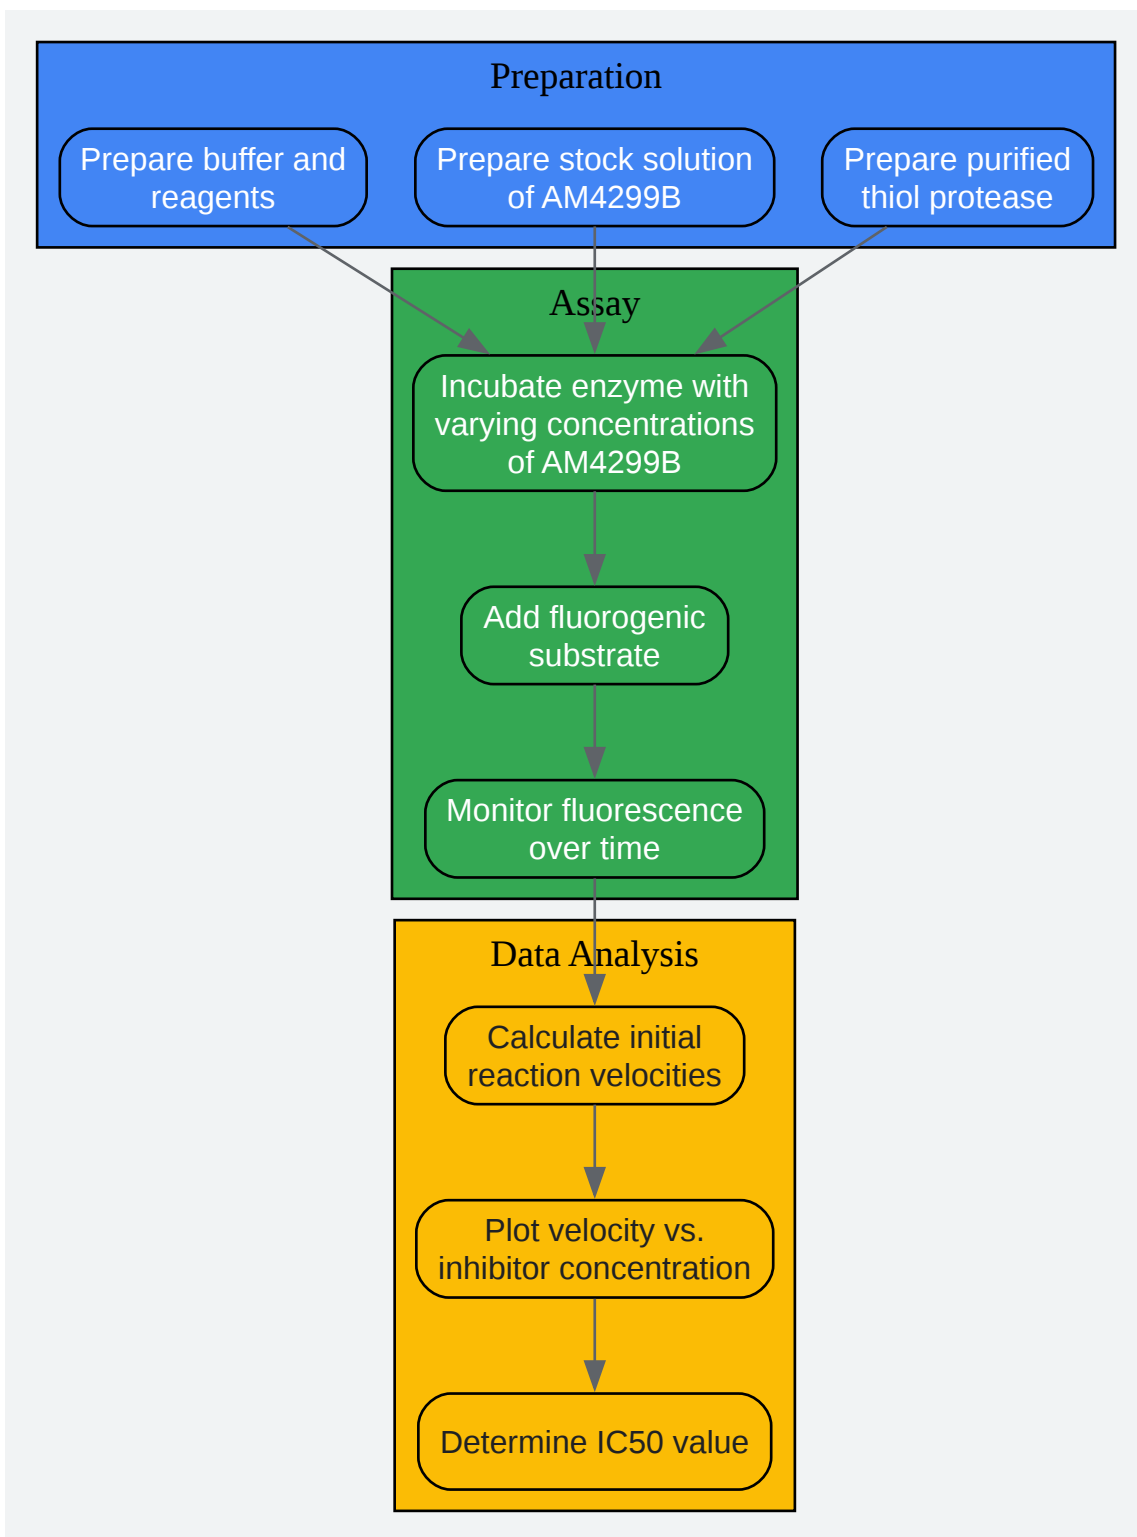 Preparation
Prepare buffer and
reagents
Prepare stock solution
of AM4299B
Prepare purified
thiol protease
Assay
Incubate enzyme with
varying concentrations
of AM4299B
Add fluorogenic
substrate
Monitor fluorescence
over time
Data Analysis
Calculate initial
reaction velocities
Plot velocity vs.
inhibitor concentration
Determine IC50 value